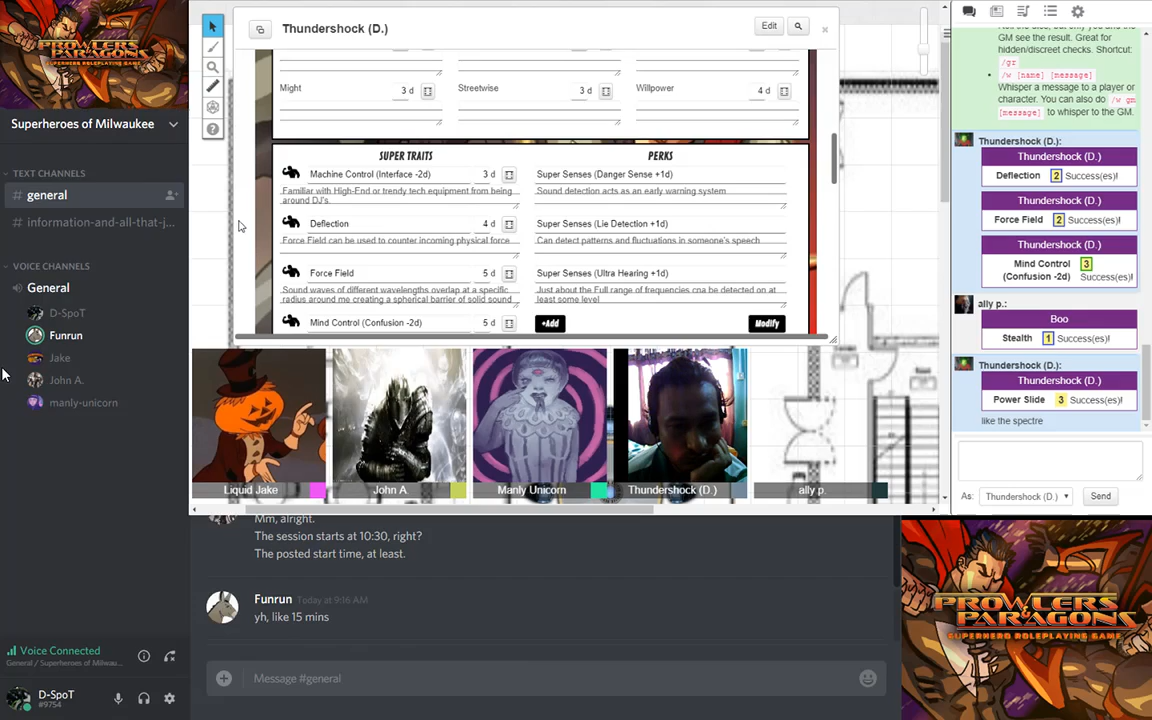 PROWLERS
& PARAGONS
SUPERHERO ROLEPLAYING GAME
Superheroes of Milwaukee
TEXT CHANNELS
# general
# information-and-all-that-j...
VOICE CHANNELS
General
D-SpoT
Funrun
Jake
John A.
manly-unicorn
Voice Connected
General / Superheroes of Milwau...
D-SpoT
#9754
Thundershock (D.)
Edit
Might
3 d
Streetwise
3 d
Willpower
4 d
SUPER TRAITS
Machine Control (Interface -2d)
3 d
Familiar with High-End or trendy tech equipment from being
around DJ's
Deflection
4 d
Force Field can be used to counter incoming physical force
Force Field
5 d
Sound waves of different wavelengths overlap at a specific
radius around me creating a spherical barrier of solid sound
Mind Control (Confusion -2d)
5 d
PERKS
Super Senses (Danger Sense +1d)
Sound detection acts as an early warning system
Super Senses (Lie Detection +1d)
Can detect patterns and fluctuations in someone's speech
Super Senses (Ultra Hearing +1d)
Just about the Full range of frequencies cna be detected on at
least some level
+Add
Modify
Liquid Jake
John A.
Manly Unicorn
Thundershock (D.)
ally p.
GM see the result. Great for
hidden/discreet checks. Shortcut:
/gr
/w [name] [message]
Whisper a message to a player or
character. You can also do /w gm
[message] to whisper to the GM.
Thundershock (D.):
Thundershock (D.)
Deflection 2 Success(es)!
Thundershock (D.)
Force Field 2 Success(es)!
Thundershock (D.)
Mind Control
(Confusion -2d)
3
Success(es)!
ally p.:
Boo
Stealth 1 Success(es)!
Thundershock (D.):
Thundershock (D.)
Power Slide 3 Success(es)!
like the spectre
As:
Thundershock (D.)
Send
Mm, alright.
The session starts at 10:30, right?
The posted start time, at least.
Funrun Today at 9:16 AM
yh, like 15 mins
Message #general
PROWLERS
& PARAGONS
SUPERHERO ROLEPLAYING GAME